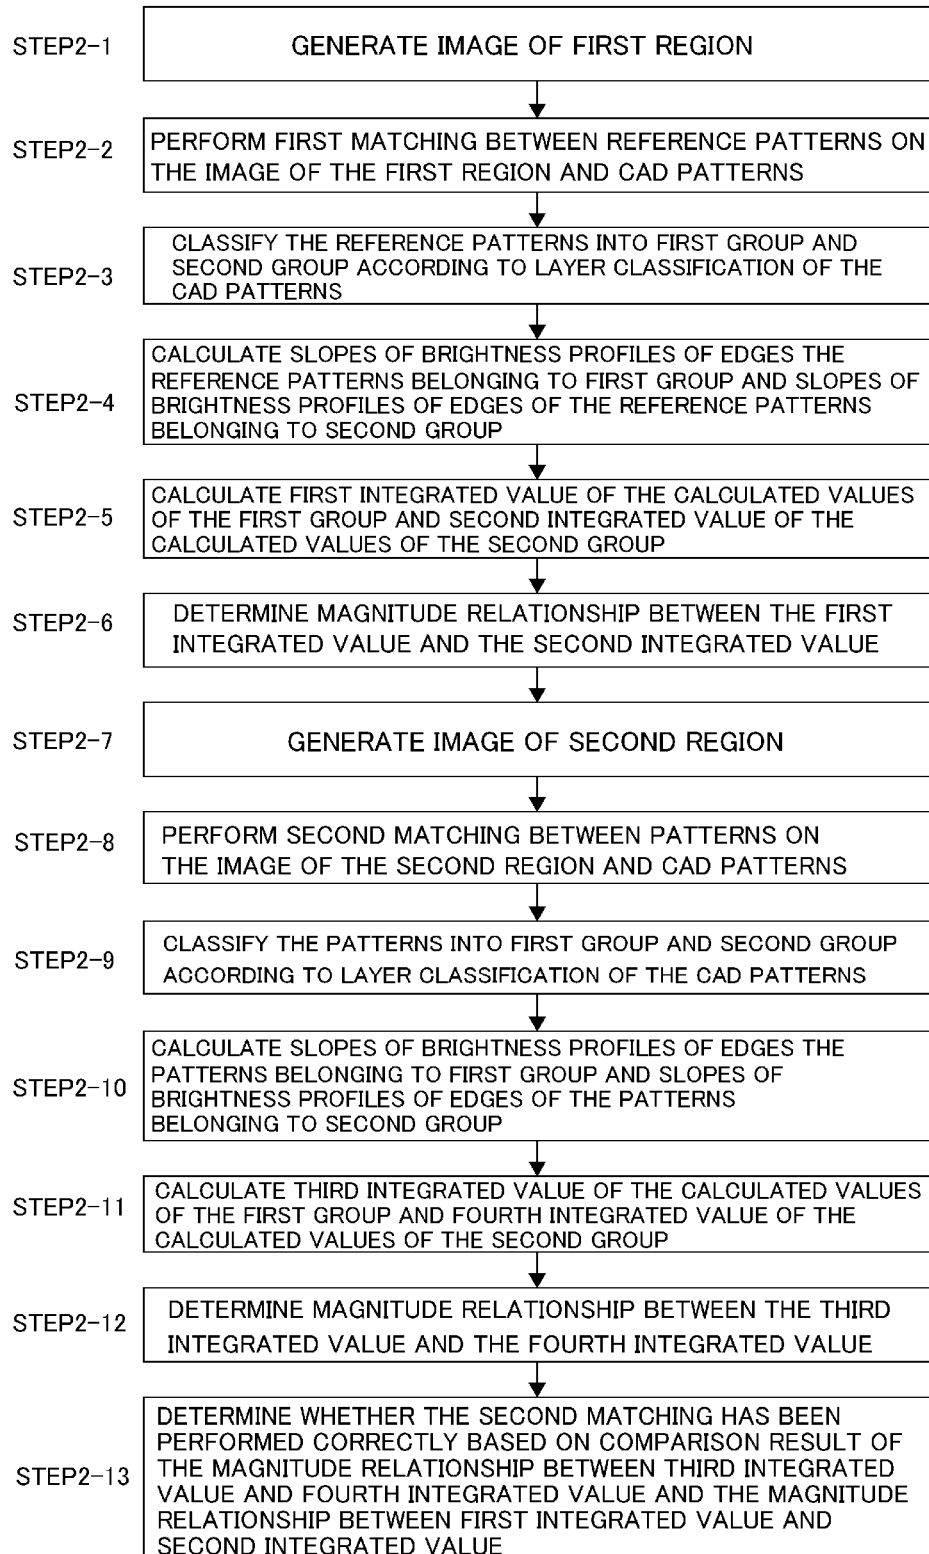 STEP2-1
GENERATE IMAGE OF FIRST REGION
STEP2-2
PERFORM FIRST MATCHING BETWEEN REFERENCE PATTERNS ON
THE IMAGE OF THE FIRST REGION AND CAD PATTERNS
STEP2-3
CLASSIFY THE REFERENCE PATTERNS INTO FIRST GROUP AND
SECOND GROUP ACCORDING TO LAYER CLASSIFICATION OF THE
CAD PATTERNS
STEP2-4
CALCULATE SLOPES OF BRIGHTNESS PROFILES OF EDGES THE
REFERENCE PATTERNS BELONGING TO FIRST GROUP AND SLOPES OF
BRIGHTNESS PROFILES OF EDGES OF THE REFERENCE PATTERNS
BELONGING TO SECOND GROUP
STEP2-5
CALCULATE FIRST INTEGRATED VALUE OF THE CALCULATED VALUES
OF THE FIRST GROUP AND SECOND INTEGRATED VALUE OF THE
CALCULATED VALUES OF THE SECOND GROUP
STEP2-6
DETERMINE MAGNITUDE RELATIONSHIP BETWEEN THE FIRST
INTEGRATED VALUE AND THE SECOND INTEGRATED VALUE
STEP2-7
GENERATE IMAGE OF SECOND REGION
STEP2-8
PERFORM SECOND MATCHING BETWEEN PATTERNS ON
THE IMAGE OF THE SECOND REGION AND CAD PATTERNS
STEP2-9
CLASSIFY THE PATTERNS INTO FIRST GROUP AND SECOND GROUP
ACCORDING TO LAYER CLASSIFICATION OF THE CAD PATTERNS
STEP2-10
CALCULATE SLOPES OF BRIGHTNESS PROFILES OF EDGES THE
PATTERNS BELONGING TO FIRST GROUP AND SLOPES OF
BRIGHTNESS PROFILES OF EDGES OF THE PATTERNS
BELONGING TO SECOND GROUP
STEP2-11
CALCULATE THIRD INTEGRATED VALUE OF THE CALCULATED VALUES
OF THE FIRST GROUP AND FOURTH INTEGRATED VALUE OF THE
CALCULATED VALUES OF THE SECOND GROUP
STEP2-12
DETERMINE MAGNITUDE RELATIONSHIP BETWEEN THE THIRD
INTEGRATED VALUE AND THE FOURTH INTEGRATED VALUE
STEP2-13
DETERMINE WHETHER THE SECOND MATCHING HAS BEEN
PERFORMED CORRECTLY BASED ON COMPARISON RESULT OF
THE MAGNITUDE RELATIONSHIP BETWEEN THIRD INTEGRATED
VALUE AND FOURTH INTEGRATED VALUE AND THE MAGNITUDE
RELATIONSHIP BETWEEN FIRST INTEGRATED VALUE AND
SECOND INTEGRATED VALUE